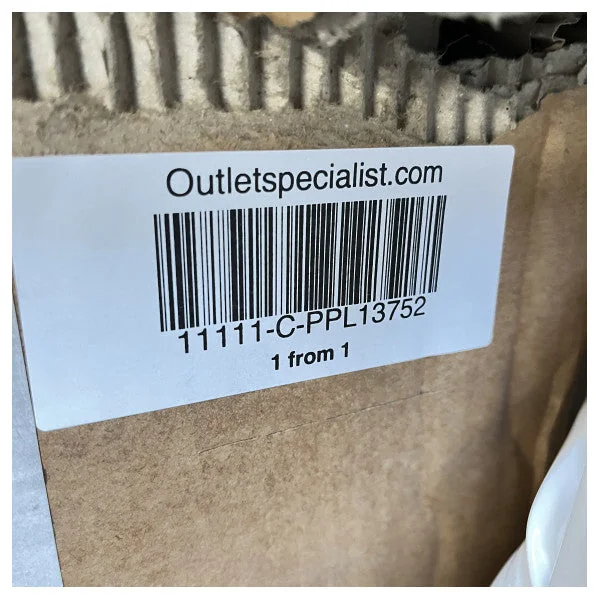 Outletspecialist.com
11111-C-PPL13752
1 from 1